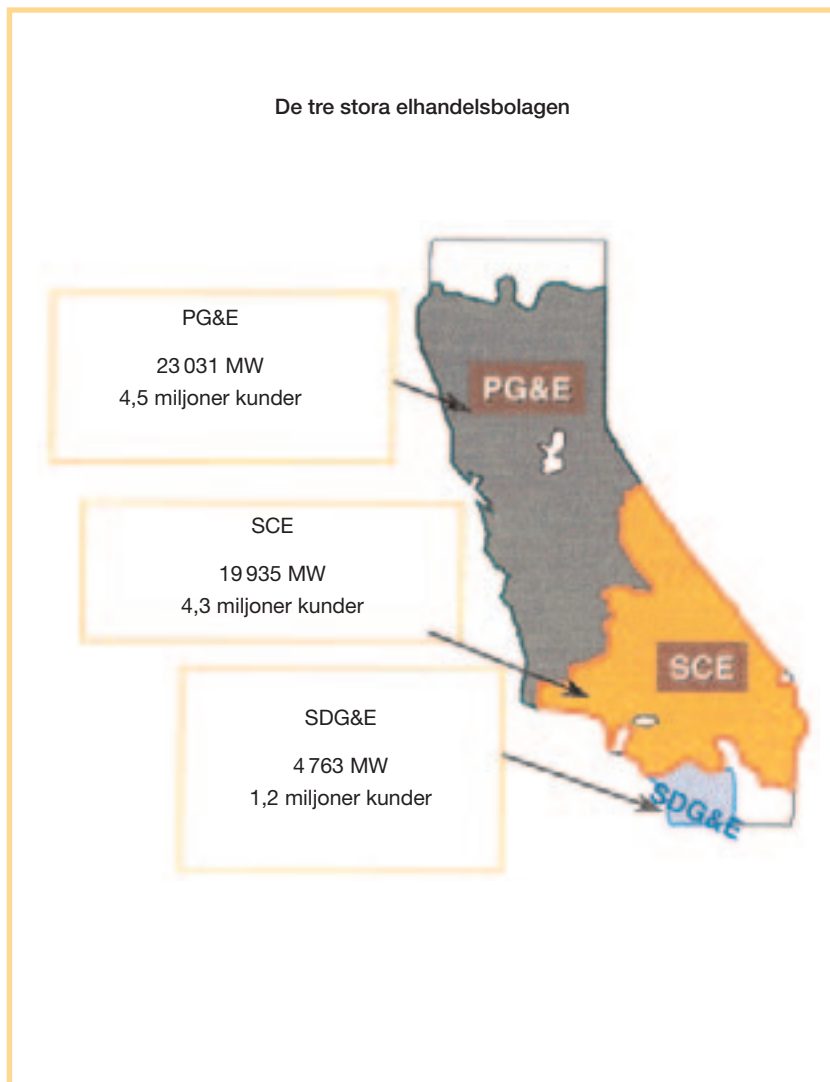 De tre stora elhandelsbolagen
PG&E
23 031 MW
4,5 miljoner kunder
PG&E
SCE
19 935 MW
4,3 miljoner kunder
SCE
SDG&E
4 763 MW
1,2 miljoner kunder
SDG&E